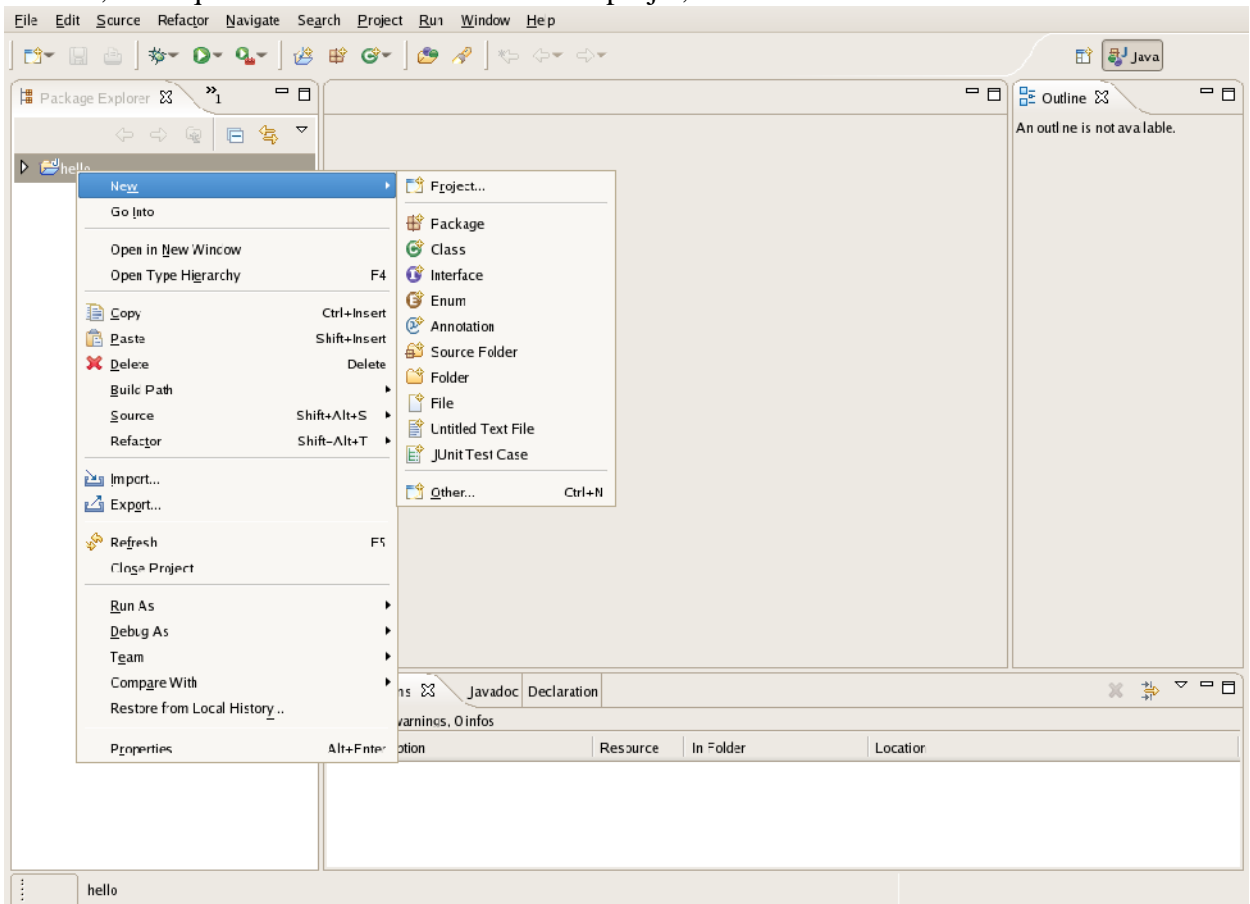 File Edit Source Refactor Navigate Search Project Run Window Help
Java
Package Explorer
1
Outline
An outline is not available.
hello
New
Go Into
Open in New Window
Open Type Hierarchy F4
Copy Ctrl+Insert
Paste Shift+Insert
Delete Delete
Build Path
Source Shift+Alt+S
Refactor Shift+Alt+T
Import...
Export...
Refresh F5
Close Project
Run As
Debug As
Team
Compare With
Restore from Local History...
Properties Alt+Enter
Project...
Package
Class
Interface
Enum
Annotation
Source Folder
Folder
File
Untitled Text File
JUnit Test Case
Other... Ctrl+N
ns Javadoc Declaration
warnings, 0 infos
ption Resource In Folder Location
hello